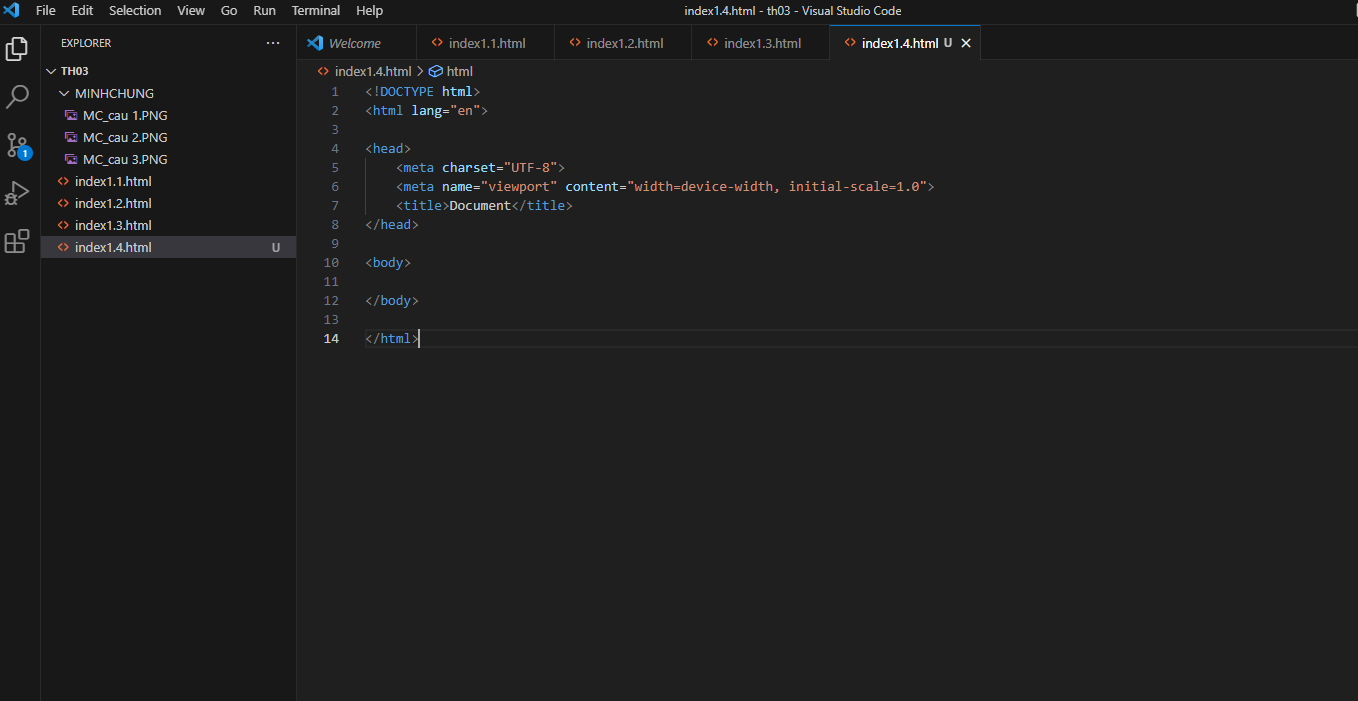 File Edit Selection View Go Run Terminal Help
index1.4.html - th03 - Visual Studio Code
EXPLORER ...
TH03
MINHCHUNG
MC_cau 1.PNG
MC_cau 2.PNG
MC_cau 3.PNG
index1.1.html
index1.2.html
index1.3.html
index1.4.html U
1
Welcome index1.1.html index1.2.html index1.3.html index1.4.html U
index1.4.html > html
1 <!DOCTYPE html>
2 <html lang="en">
3
4 <head>
5 <meta charset="UTF-8">
6 <meta name="viewport" content="width=device-width, initial-scale=1.0">
7 <title>Document</title>
8 </head>
9
10 <body>
11
12 </body>
13
14 </html>